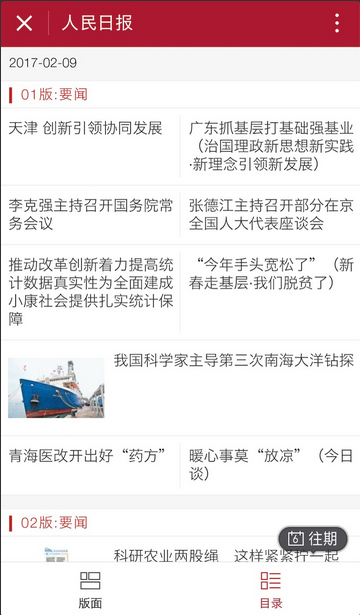 人民日报
2017-02-09
01版:要闻
天津 创新引领协同发展
广东抓基层打基础强基业
（治国理政新思想新实践
·新理念引领新发展）
李克强主持召开国务院常
务会议
张德江主持召开部分在京
全国人大代表座谈会
推动改革创新着力提高统
计数据真实性为全面建成
小康社会提供扎实统计保
障
“今年手头宽松了”（新
春走基层·我们脱贫了）
我国科学家主导第三次南海大洋钻探
青海医改开出好“药方”
暖心事莫“放凉”（今日
谈）
02版:要闻
往期
科研农业两股绳 这样紧紧拧一起
版面
目录